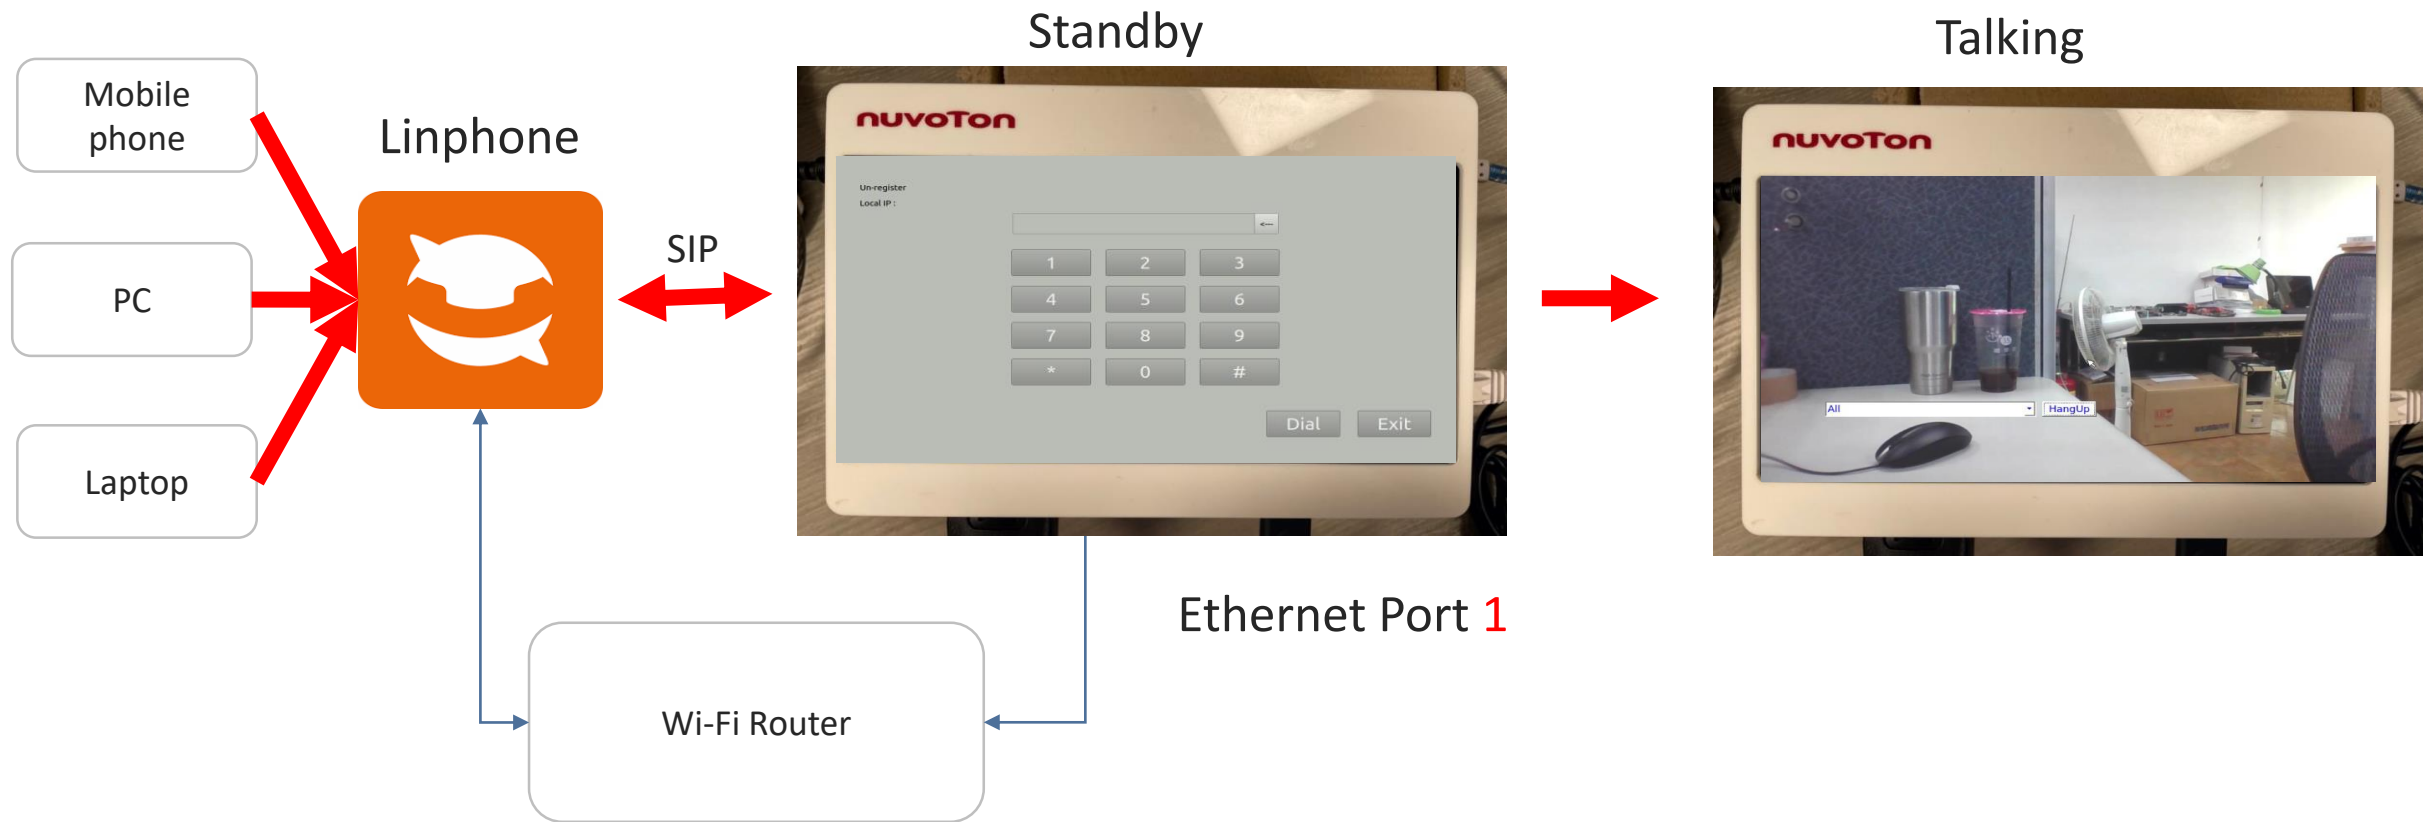 Standby
Talking
Mobile
phone
Linphone
PC
SIP
Laptop
nuvoTon
Un-register
Local IP :
<--
1 2 3
4 5 6
7 8 9
* 0 #
Dial Exit
nuvoTon
All
HangUp
Ethernet Port 1
Wi-Fi Router